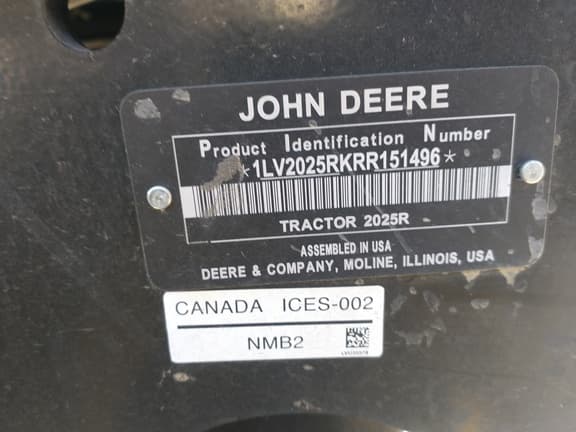 JOHN DEERE
Product Identification Number
*1LV2025RKRR151496*
TRACTOR 2025R
ASSEMBLED IN USA
DEERE & COMPANY, MOLINE, ILLINOIS, USA
CANADA ICES-002
NMB2